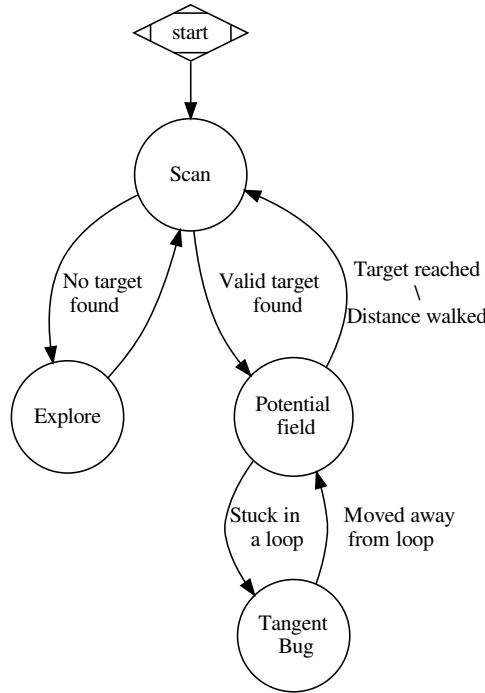 start
Scan
No target
found
Valid target
found
Target reached
\
Distance walked
Explore
Potential
field
Stuck in
a loop
Moved away
from loop
Tangent
Bug